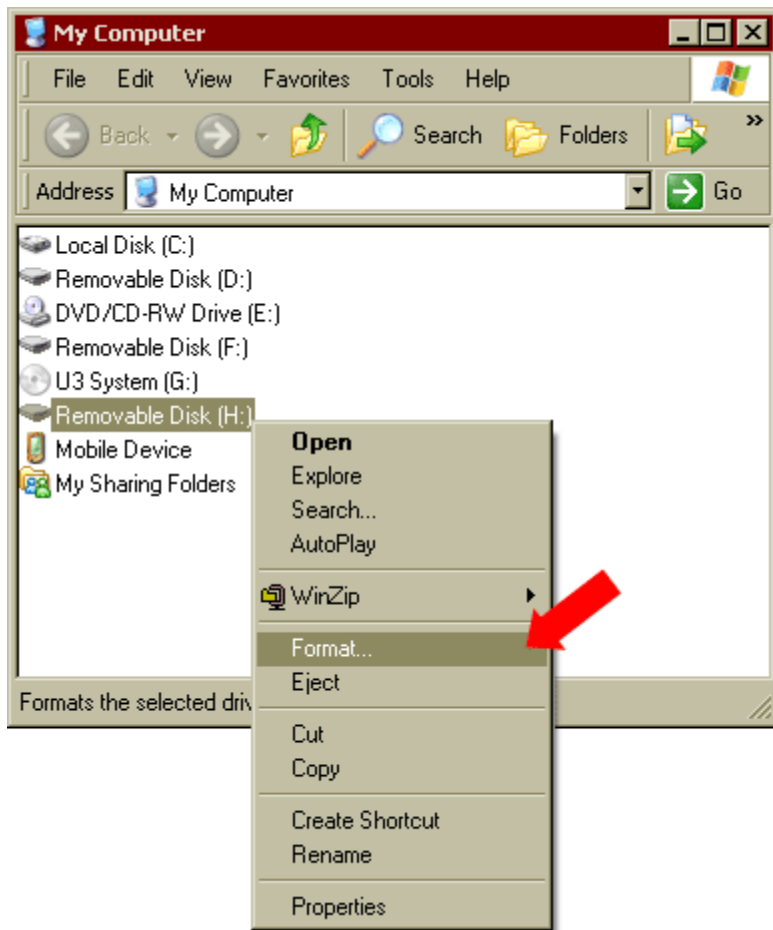 My Computer
File Edit View Favorites Tools Help
Back Search Folders »
Address My Computer Go
Local Disk (C:)
Removable Disk (D:)
DVD/CD-RW Drive (E:)
Removable Disk (F:)
U3 System (G:)
Removable Disk (H:)
Mobile Device
My Sharing Folders
Open
Explore
Search...
AutoPlay
WinZip
Format...
Eject
Cut
Copy
Create Shortcut
Rename
Properties
Formats the selected driv